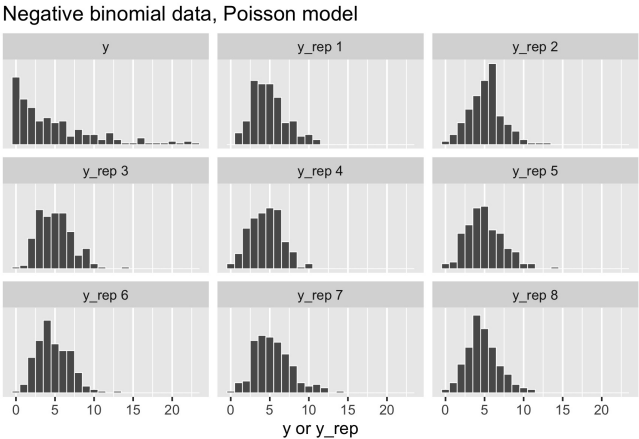 Negative binomial data, Poisson model
y y_rep 1 y_rep 2
y_rep 3 y_rep 4 y_rep 5
y_rep 6 y_rep 7 y_rep 8
0 5 10 15 20 0 5 10 15 20 0 5 10 15 20
y or y_rep